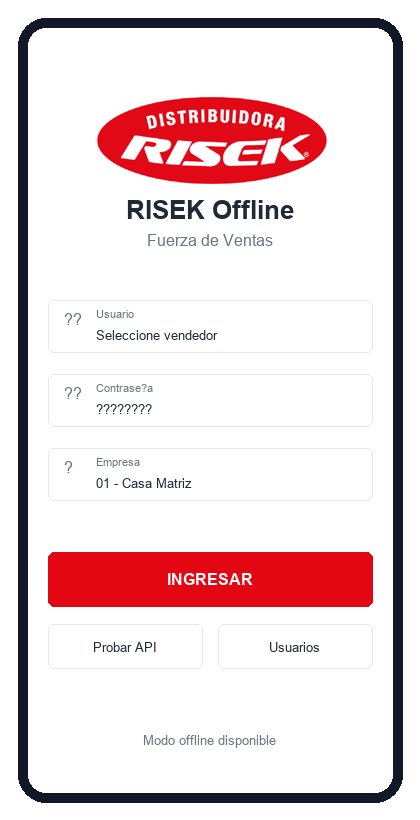 DISTRIBUIDORA
RISEK®
RISEK Offline
Fuerza de Ventas
?? Usuario
Seleccione vendedor
?? Contrase?a
????????
? Empresa
01 - Casa Matriz
INGRESAR
Probar API Usuarios
Modo offline disponible